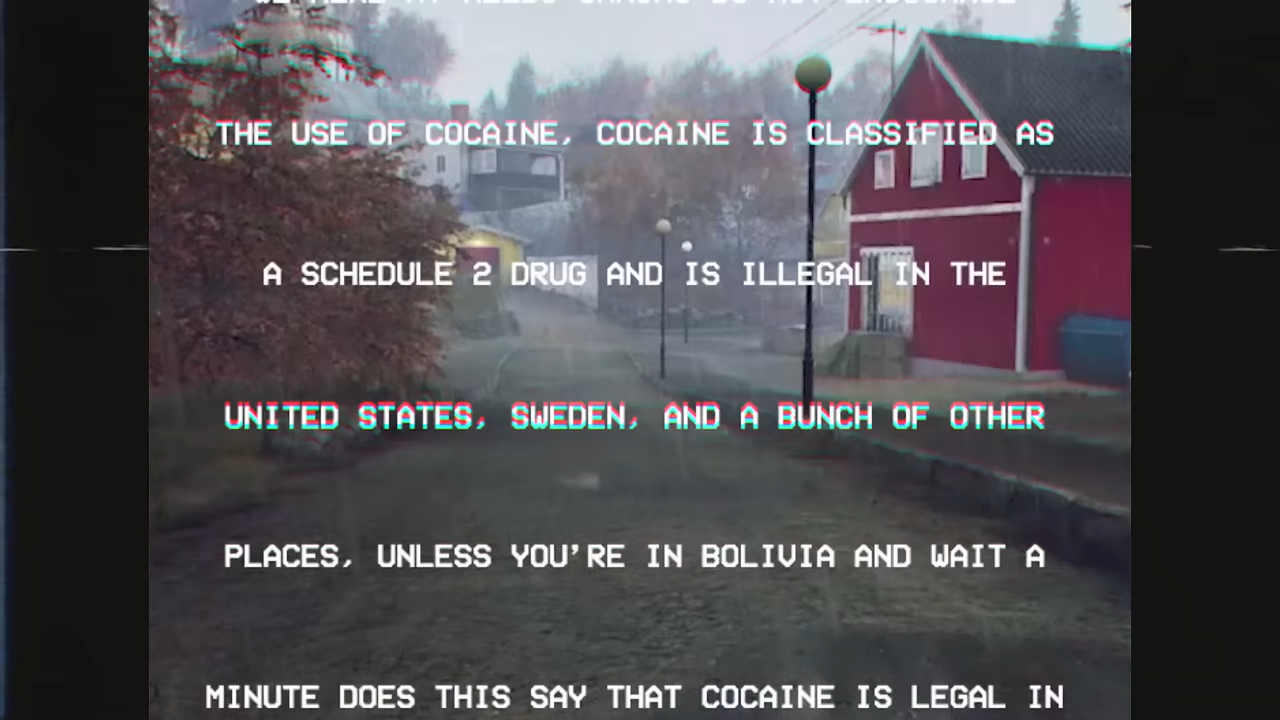 THE USE OF COCAINE, COCAINE IS CLASSIFIED AS
A SCHEDULE 2 DRUG AND IS ILLEGAL IN THE
UNITED STATES, SWEDEN, AND A BUNCH OF OTHER
PLACES, UNLESS YOU'RE IN BOLIVIA AND WAIT A
MINUTE DOES THIS SAY THAT COCAINE IS LEGAL IN